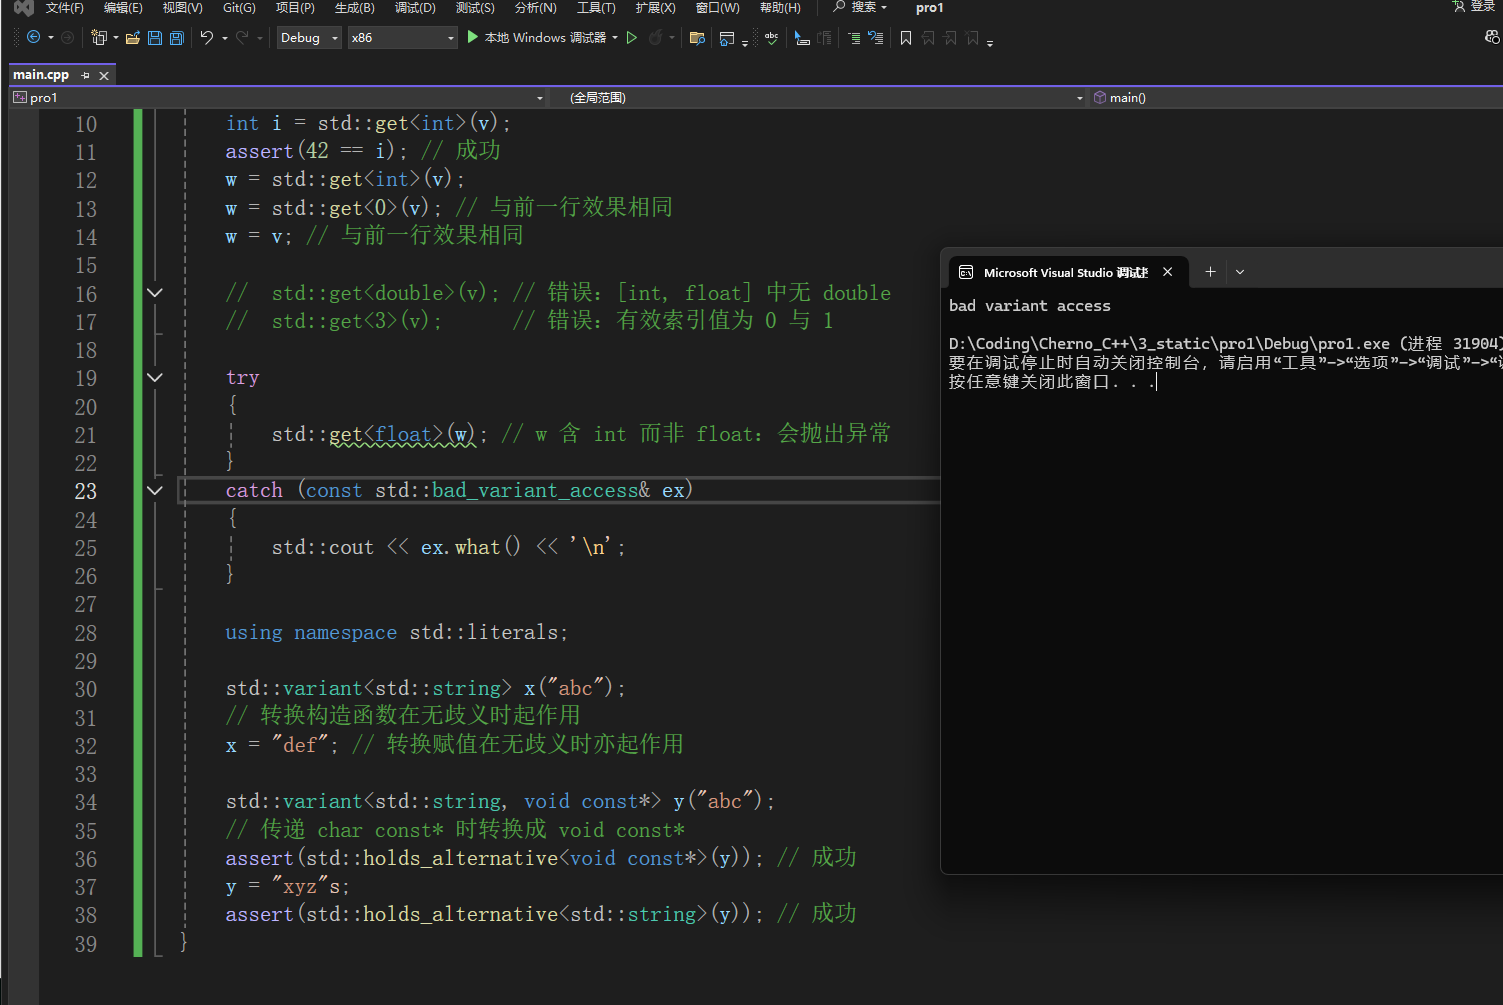 文件(F) 编辑(E) 视图(V) Git(G) 项目(P) 生成(B) 调试(D) 测试(S) 分析(N) 工具(T) 扩展(X) 窗口(W) 帮助(H) 搜索 pro1 登录
Debug x86 本地 Windows 调试器
main.cpp
pro1 (全局范围) main()
10 int i = std::get<int>(v);
11 assert(42 == i); // 成功
12 w = std::get<int>(v);
13 w = std::get<0>(v); // 与前一行效果相同
14 w = v; // 与前一行效果相同
15
16 //  std::get<double>(v); // 错误: [int, float] 中无 double
17 //  std::get<3>(v);      // 错误: 有效索引值为 0 与 1
18
19 try
20 {
21 std::get<float>(w); // w 含 int 而非 float: 会抛出异常
22 }
23 catch (const std::bad_variant_access& ex)
24 {
25 std::cout << ex.what() << '\n';
26 }
27
28 using namespace std::literals;
29
30 std::variant<std::string> x("abc");
31 // 转换构造函数在无歧义时起作用
32 x = "def"; // 转换赋值在无歧义时亦起作用
33
34 std::variant<std::string, void const*> y("abc");
35 // 传递 char const* 时转换成 void const*
36 assert(std::holds_alternative<void const*>(y)); // 成功
37 y = "xyz"s;
38 assert(std::holds_alternative<std::string>(y)); // 成功
39 }
Microsoft Visual Studio 调试
bad variant access
D:\Coding\Cherno_C++\3_static\pro1\Debug\pro1.exe (进程 31904)
要在调试停止时自动关闭控制台, 请启用“工具”->“选项”->“调试”->“
按任意键关闭此窗口. . .